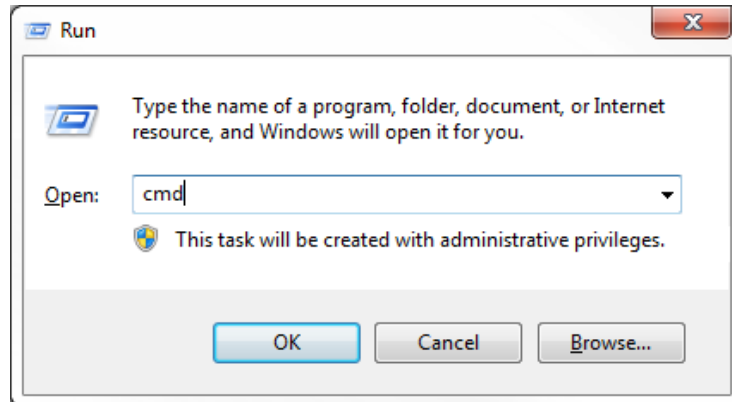 Run
Type the name of a program, folder, document, or Internet
resource, and Windows will open it for you.
Open: cmd
This task will be created with administrative privileges.
OK Cancel Browse...